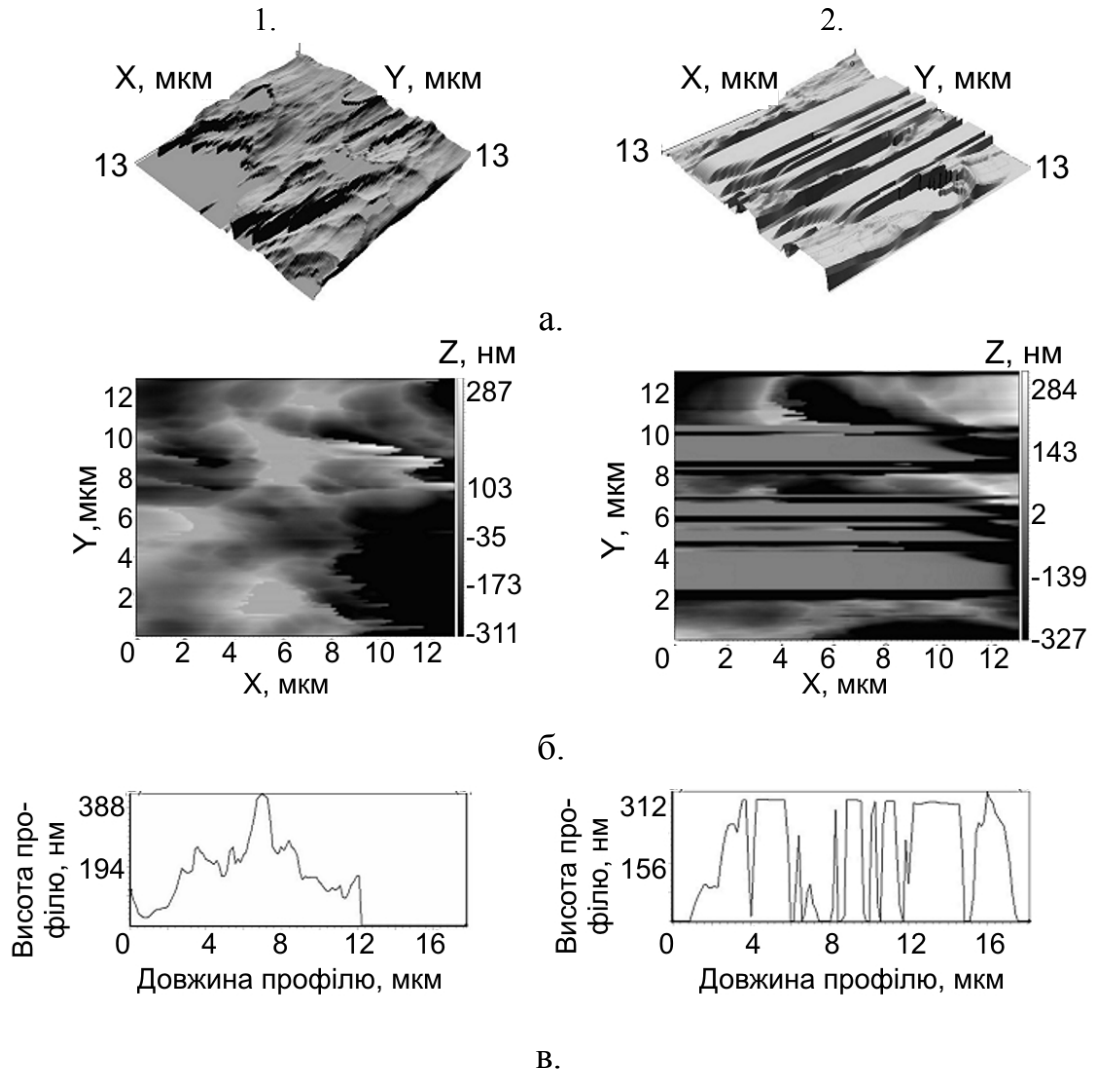 1. 2.
X, мкм Y, мкм X, мкм Y, мкм
13 13 13 13
а.
Z, нм Z, нм
12 287 12 284
10 10 143
8 103 8
6 -35 6 2
4 4
-173 -139
2 2
-311 -327
Y,мкм Y, мкм
0 2 4 6 8 10 12 0 2 4 6 8 10 12
X, мкм X, мкм
б.
Висота про- Висота про-
філю, нм філю, нм
388 312
194 156
0 4 8 12 16 0 4 8 12 16
Довжина профілю, мкм Довжина профілю, мкм
в.